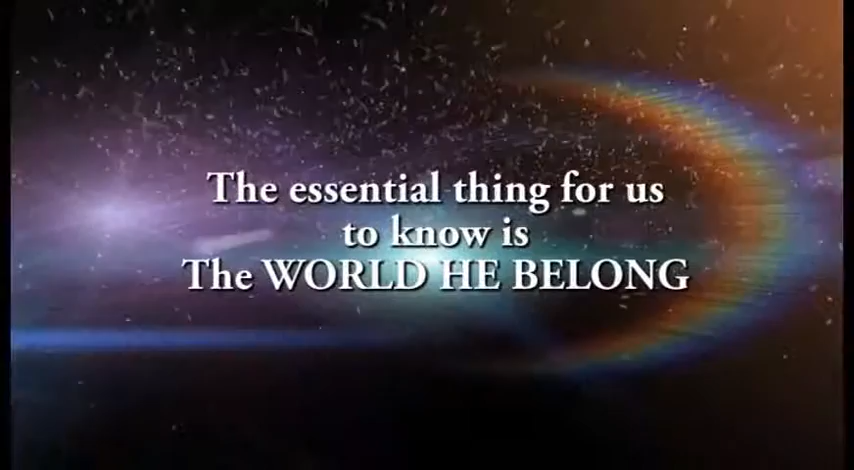 The essential thing for us
to know is
The WORLD HE BELONG